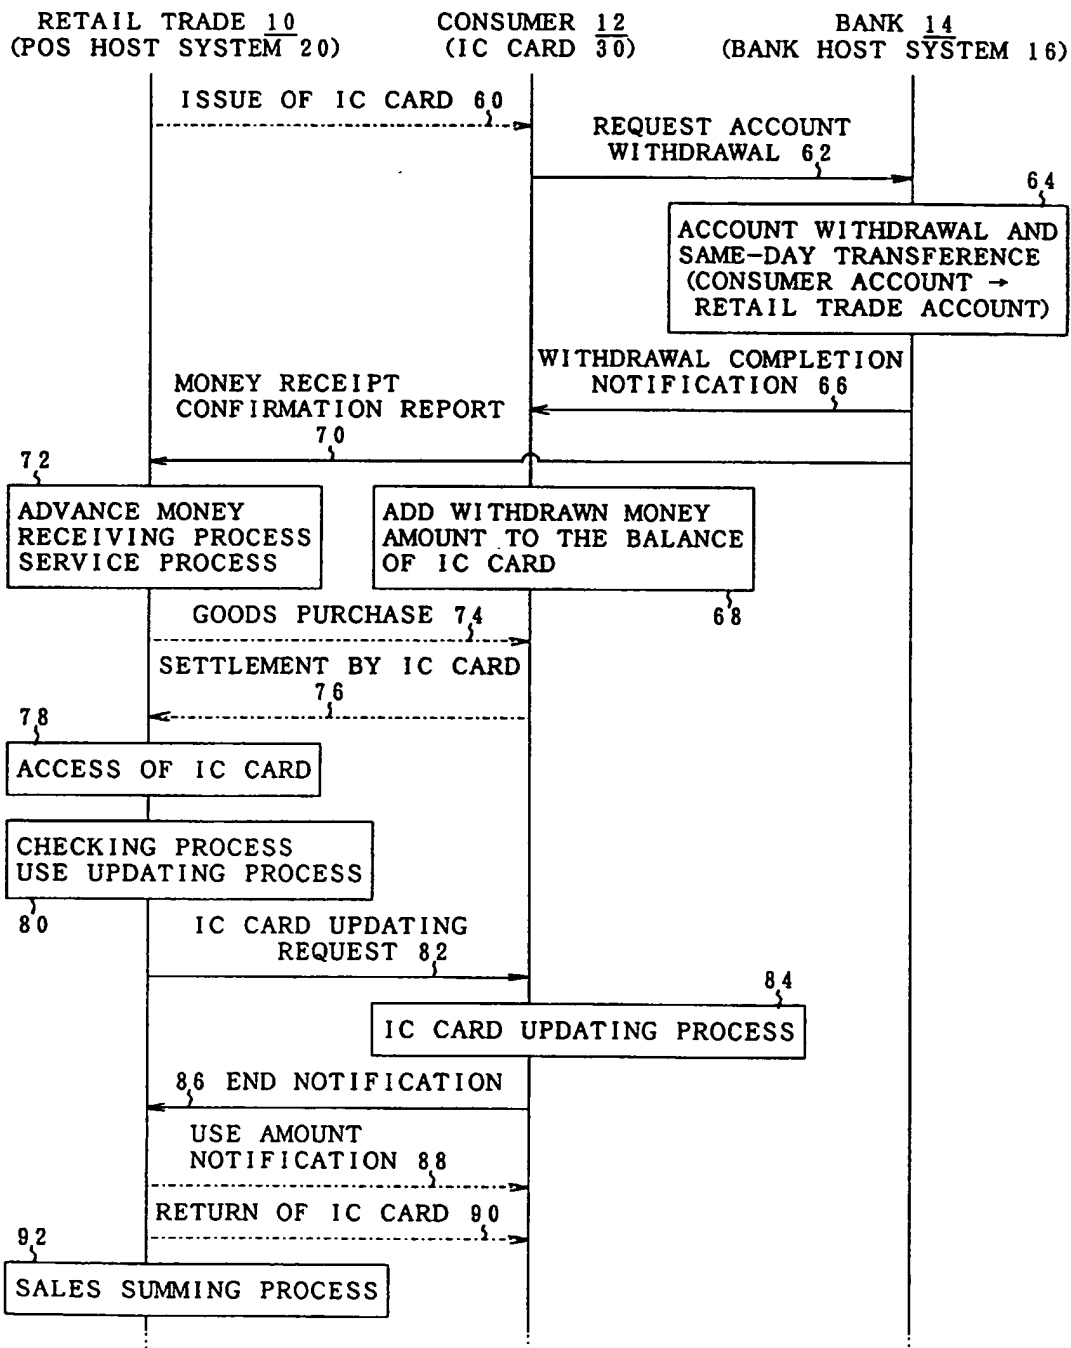 RETAIL TRADE 10
(POS HOST SYSTEM 20)
CONSUMER 12
(IC CARD 30)
BANK 14
(BANK HOST SYSTEM 16)
ISSUE OF IC CARD 60
REQUEST ACCOUNT
WITHDRAWAL 62
64
ACCOUNT WITHDRAWAL AND
SAME-DAY TRANSFERENCE
(CONSUMER ACCOUNT →
RETAIL TRADE ACCOUNT)
WITHDRAWAL COMPLETION
NOTIFICATION 66
MONEY RECEIPT
CONFIRMATION REPORT
70
72
ADVANCE MONEY
RECEIVING PROCESS
SERVICE PROCESS
ADD WITHDRAWN MONEY
AMOUNT TO THE BALANCE
OF IC CARD
68
GOODS PURCHASE 74
SETTLEMENT BY IC CARD
76
78
ACCESS OF IC CARD
CHECKING PROCESS
USE UPDATING PROCESS
80
IC CARD UPDATING
REQUEST 82
84
IC CARD UPDATING PROCESS
86 END NOTIFICATION
USE AMOUNT
NOTIFICATION 88
RETURN OF IC CARD 90
92
SALES SUMMING PROCESS